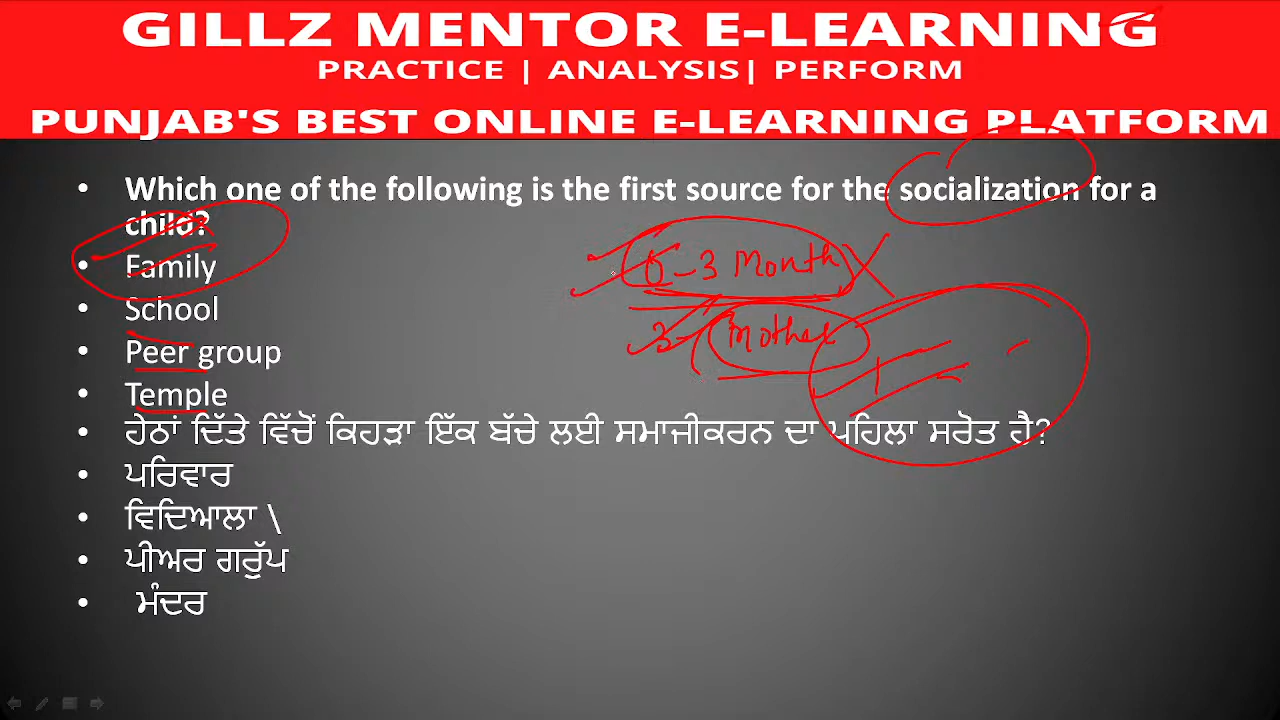 GILLZ MENTOR E-LEARNING
PRACTICE | ANALYSIS| PERFORM
PUNJAB'S BEST ONLINE E-LEARNING PLATFORM
• Which one of the following is the first source for the socialization for a
child?
• Family
• School
• Peer group
• Temple
0-3 Month
3- Mother
• ਹੇਠਾਂ ਦਿੱਤੇ ਵਿੱਚੋਂ ਕਿਹੜਾ ਇੱਕ ਬੱਚੇ ਲਈ ਸਮਾਜੀਕਰਨ ਦਾ ਪਹਿਲਾ ਸਰੋਤ ਹੈ?
• ਪਰਿਵਾਰ
• ਵਿਦਿਆਲਾ \
• ਪੀਅਰ ਗਰੁੱਪ
• ਮੰਦਰ